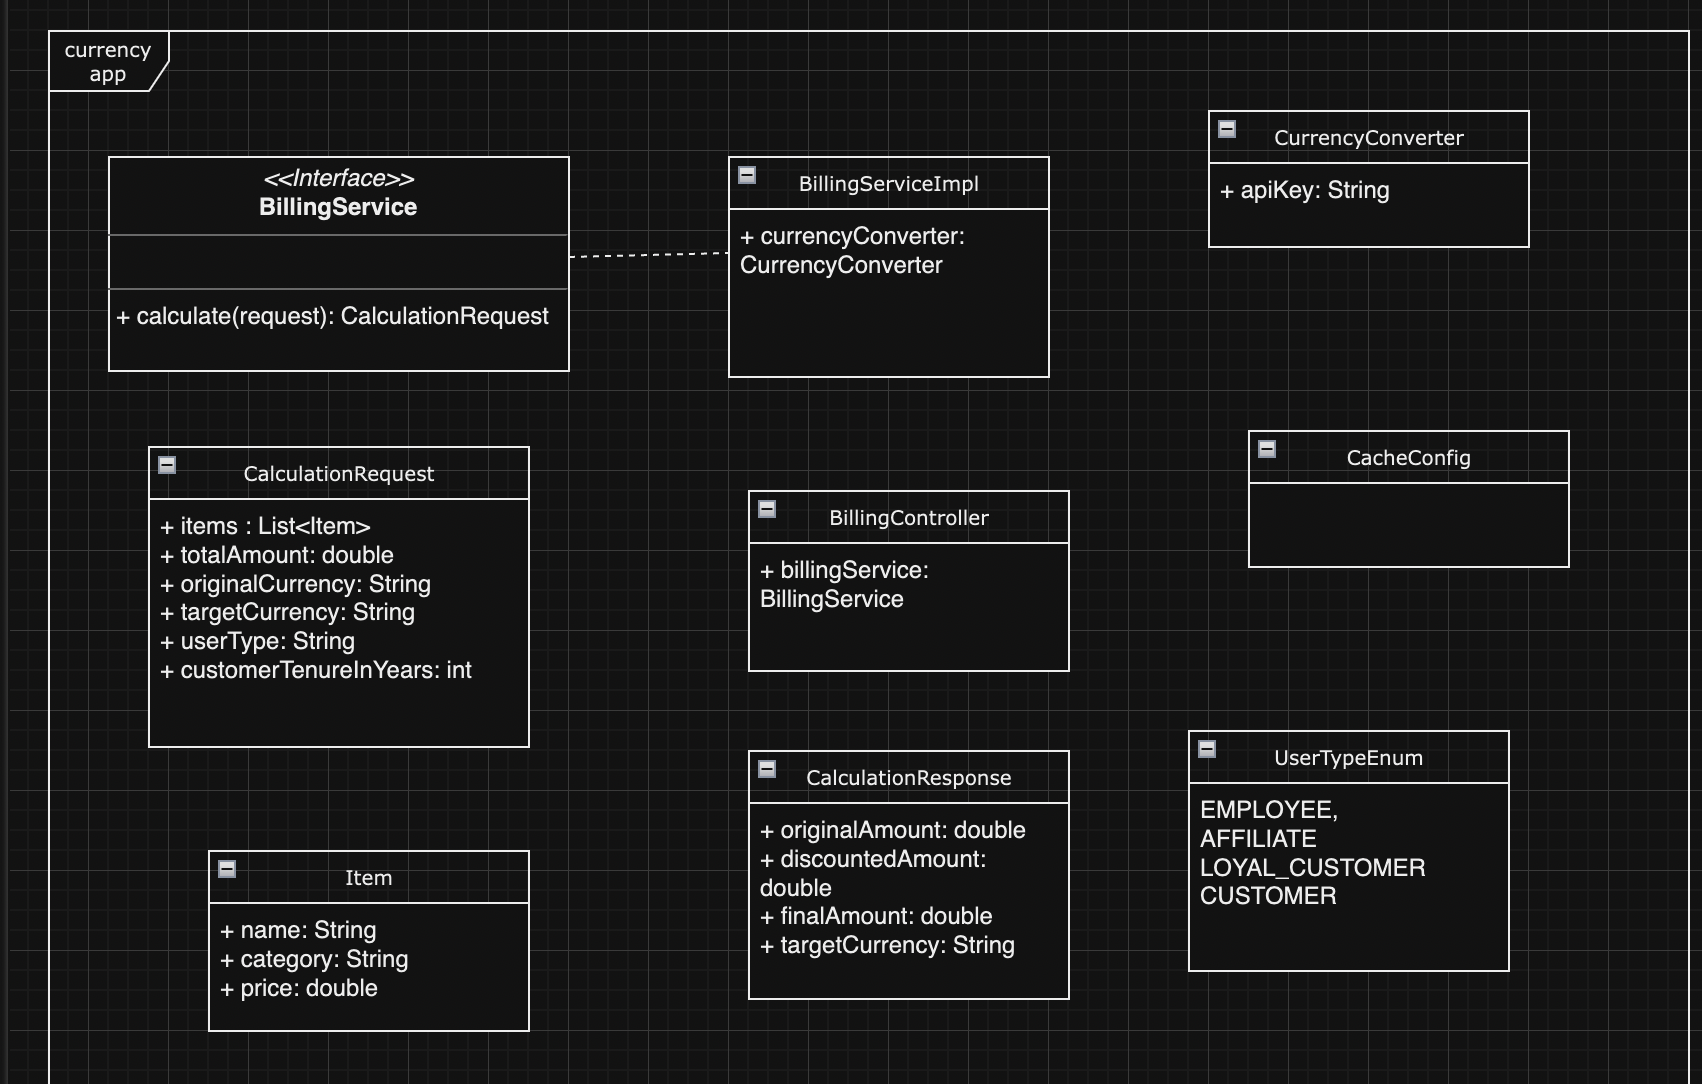 currency
app
<<Interface>>
BillingService
+ calculate(request): CalculationRequest
BillingServiceImpl
+ currencyConverter:
CurrencyConverter
CurrencyConverter
+ apiKey: String
CalculationRequest
+ items : List<Item>
+ totalAmount: double
+ originalCurrency: String
+ targetCurrency: String
+ userType: String
+ customerTenureInYears: int
BillingController
+ billingService:
BillingService
CacheConfig
CalculationResponse
+ originalAmount: double
+ discountedAmount:
double
+ finalAmount: double
+ targetCurrency: String
UserTypeEnum
EMPLOYEE,
AFFILIATE
LOYAL_CUSTOMER
CUSTOMER
Item
+ name: String
+ category: String
+ price: double